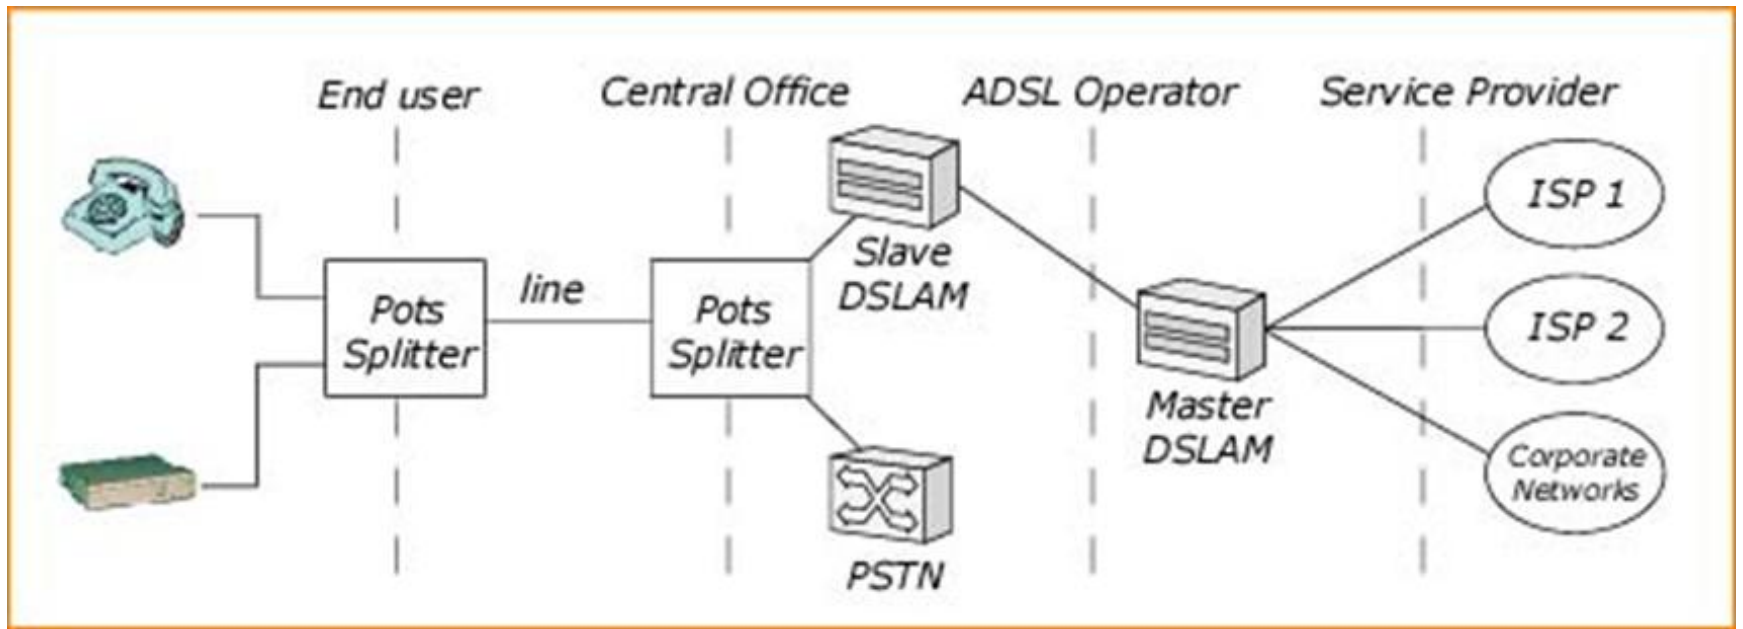 End user
Central Office
ADSL Operator
Service Provider
Pots
Splitter
line
Pots
Splitter
Slave
DSLAM
PSTN
Master
DSLAM
ISP 1
ISP 2
Corporate
Networks